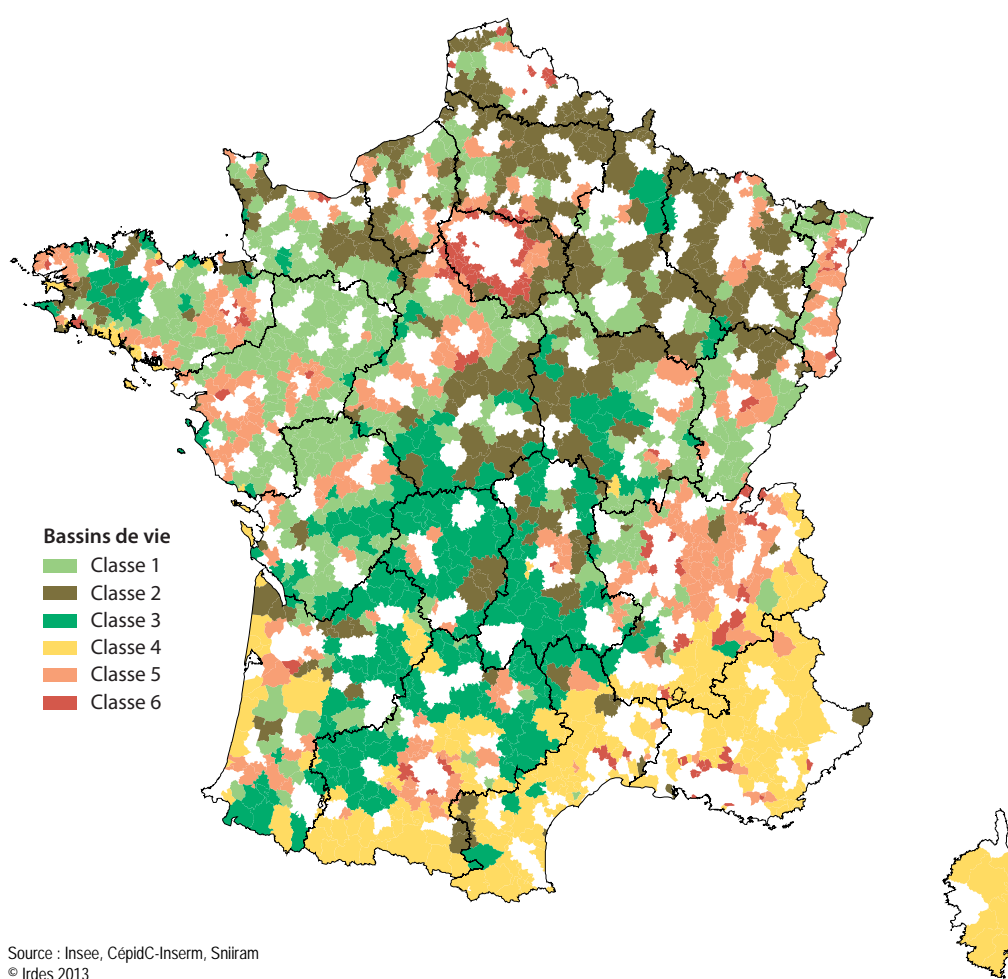 Bassins de vie
Classe 1
Classe 2
Classe 3
Classe 4
Classe 5
Classe 6
Source : Insee, CépidC-Inserm, Sniiram
© Irdes 2013